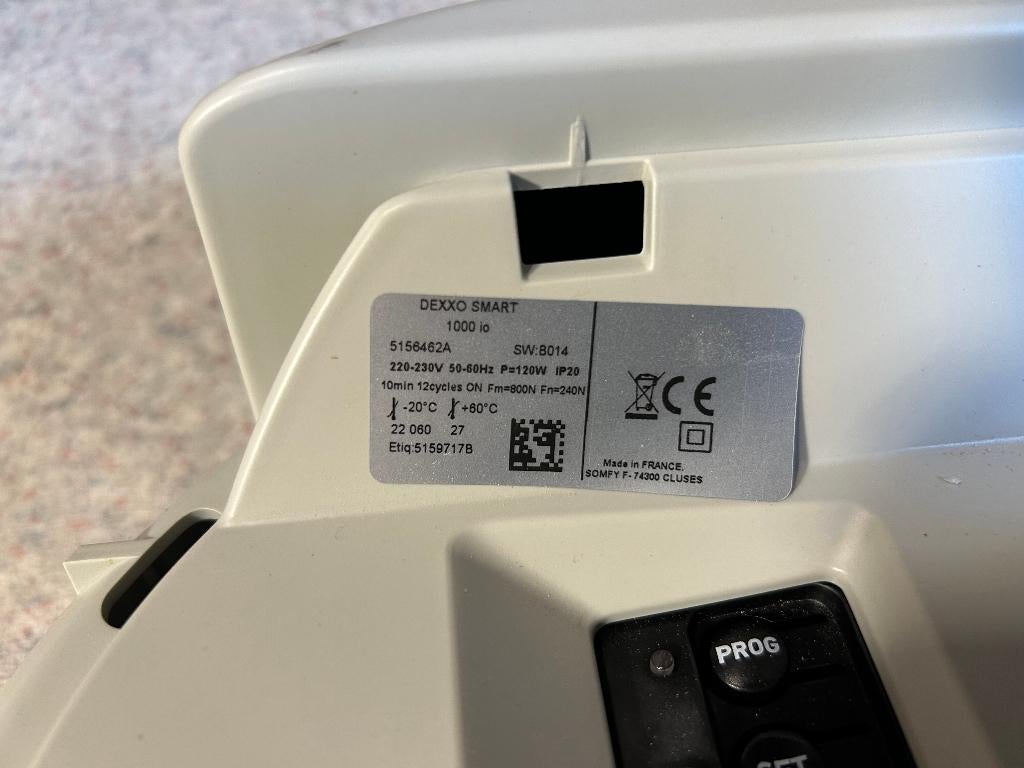 DEXXO SMART
1000 io
5156462A SW:B014
220-230V 50-60Hz P=120W IP20
10min 12cycles ON Fm=800N Fn=240N
-20°C +60°C
22 060 27
Etiq:5159717B
CE
Made in FRANCE.
SOMFY F- 74300 CLUSES
PROG
SET